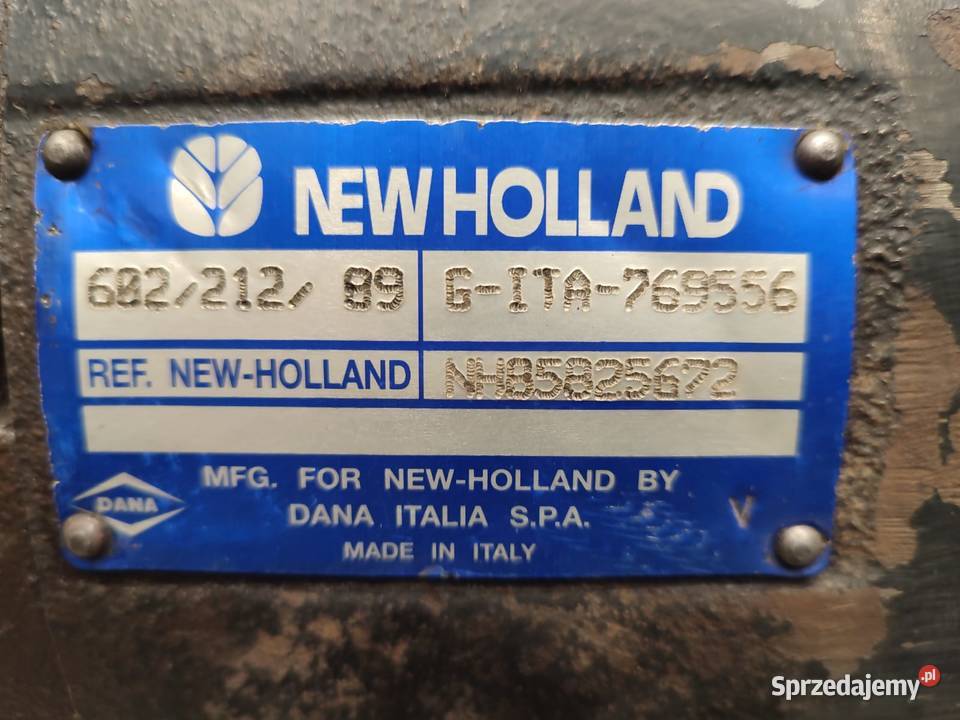 NEW HOLLAND
602/212/ 89 G-ITA-769556
REF. NEW-HOLLAND NH85825672
MFG. FOR NEW-HOLLAND BY
DANA ITALIA S.P.A.
DANA
V
MADE IN ITALY
Sprzedajemy.pl